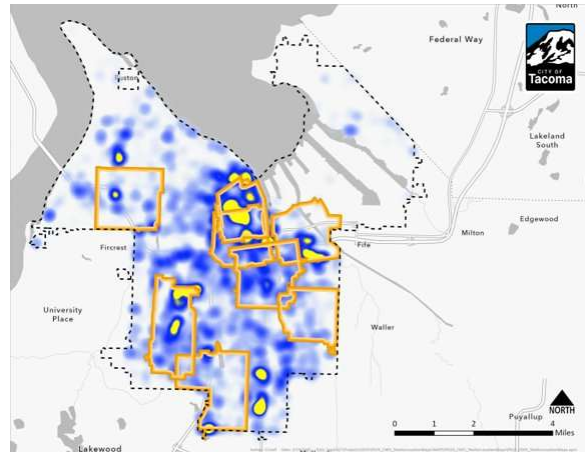 North
Federal Way
CITY OF
Tacoma
Ruston
Lakeland
South
Edgewood
Milton
Fife
Fircrest
University
Place
Waller
NORTH
Puyallup
0 1 2 4
Miles
Lakewood